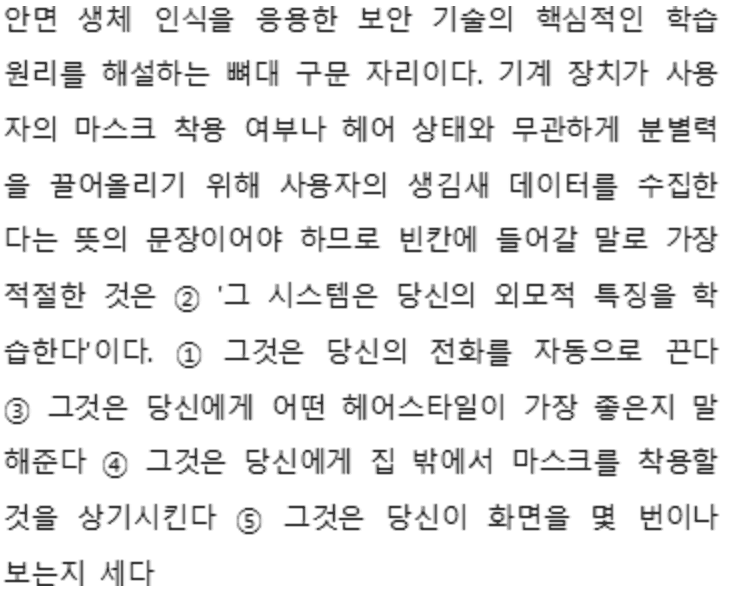 안면 생체 인식을 응용한 보안 기술의 핵심적인 학습
원리를 해설하는 뼈대 구문 자리이다. 기계 장치가 사용
자의 마스크 착용 여부나 헤어 상태와 무관하게 분별력
을 끌어올리기 위해 사용자의 생김새 데이터를 수집한
다는 뜻의 문장이어야 하므로 빈칸에 들어갈 말로 가장
적절한 것은 ② '그 시스템은 당신의 외모적 특징을 학
습한다'이다. ① 그것은 당신의 전화를 자동으로 끈다
③ 그것은 당신에게 어떤 헤어스타일이 가장 좋은지 말
해준다 ④ 그것은 당신에게 집 밖에서 마스크를 착용할
것을 상기시킨다 ⑤ 그것은 당신이 화면을 몇 번이나
보는지 세다